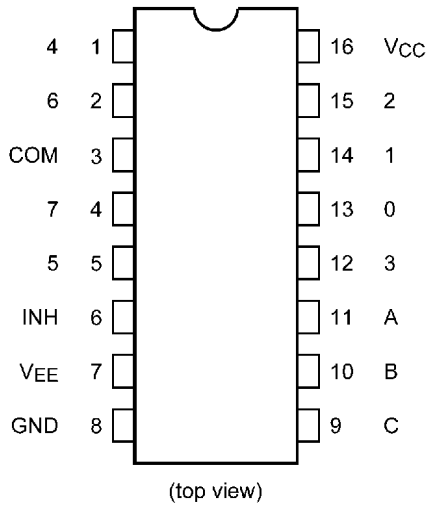 4 1 16 VCC
6 2 15 2
COM 3 14 1
7 4 13 0
5 5 12 3
INH 6 11 A
VEE 7 10 B
GND 8 9 C
(top view)